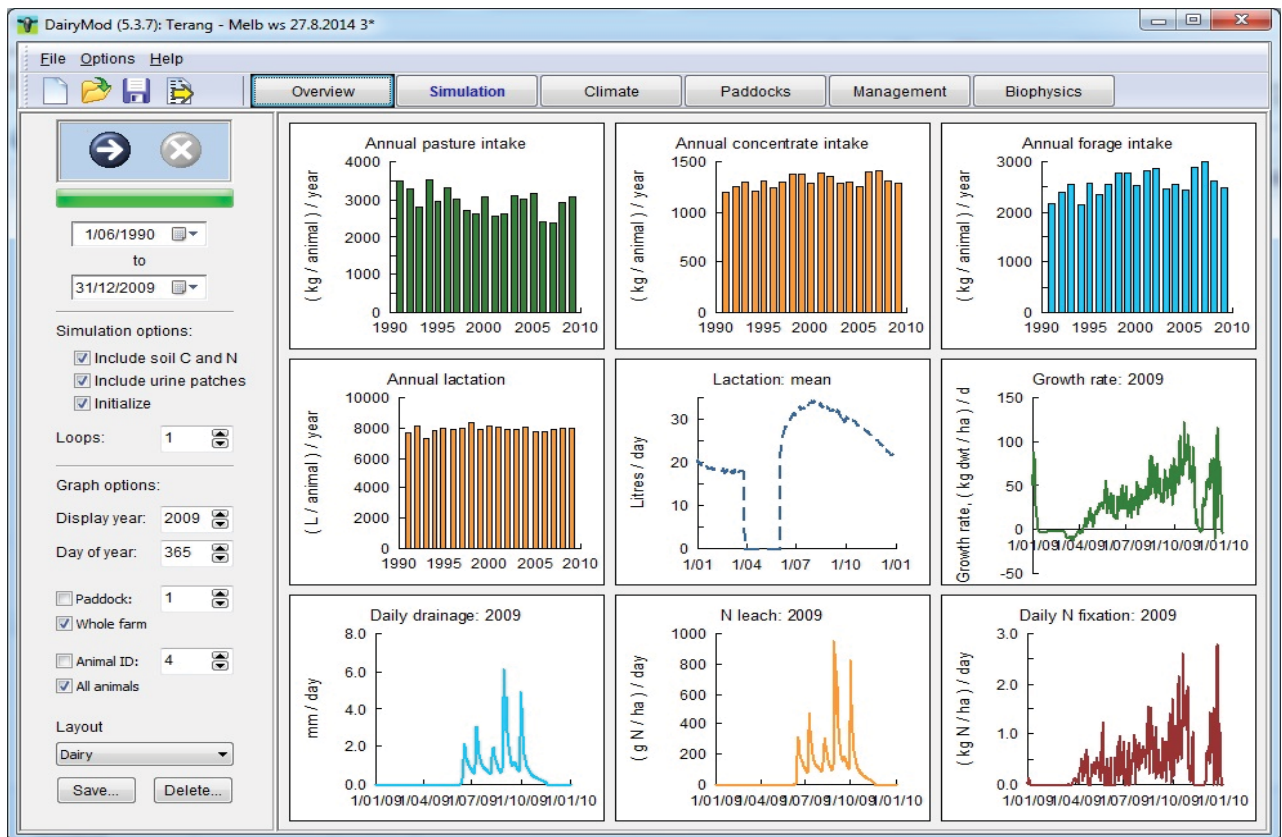 DairyMod (5.3.7): Terang - Melb ws 27.8.2014 3*
File Options Help
Overview Simulation Climate Paddocks Management Biophysics
1/06/1990
to
31/12/2009
Simulation options:
Include soil C and N
Include urine patches
Initialize
Loops: 1
Graph options:
Display year: 2009
Day of year: 365
Paddock: 1
Whole farm
Animal ID: 4
All animals
Layout
Dairy
Save... Delete...
Annual pasture intake
( kg / animal ) / year
4000
3000
2000
1000
0
1990 1995 2000 2005 2010
Annual concentrate intake
( kg / animal ) / year
1500
1000
500
0
1990 1995 2000 2005 2010
Annual forage intake
( kg / animal ) / year
3000
2000
1000
0
1990 1995 2000 2005 2010
Annual lactation
( L / animal ) / year
10000
8000
6000
4000
2000
0
1990 1995 2000 2005 2010
Lactation: mean
Litres / day
30
20
10
0
1/01 1/04 1/07 1/10 1/01
Growth rate: 2009
Growth rate, ( kg dwt / ha ) / d
150
100
50
0
-50
1/01/09 1/04/09 1/07/09 1/10/09 1/01/10
Daily drainage: 2009
mm / day
8.0
6.0
4.0
2.0
0.0
1/01/09 1/04/09 1/07/09 1/10/09 1/01/10
N leach: 2009
( g N / ha ) / day
1000
800
600
400
200
0
1/01/09 1/04/09 1/07/09 1/10/09 1/01/10
Daily N fixation: 2009
( kg N / ha ) / day
3.0
2.0
1.0
0.0
1/01/09 1/04/09 1/07/09 1/10/09 1/01/10